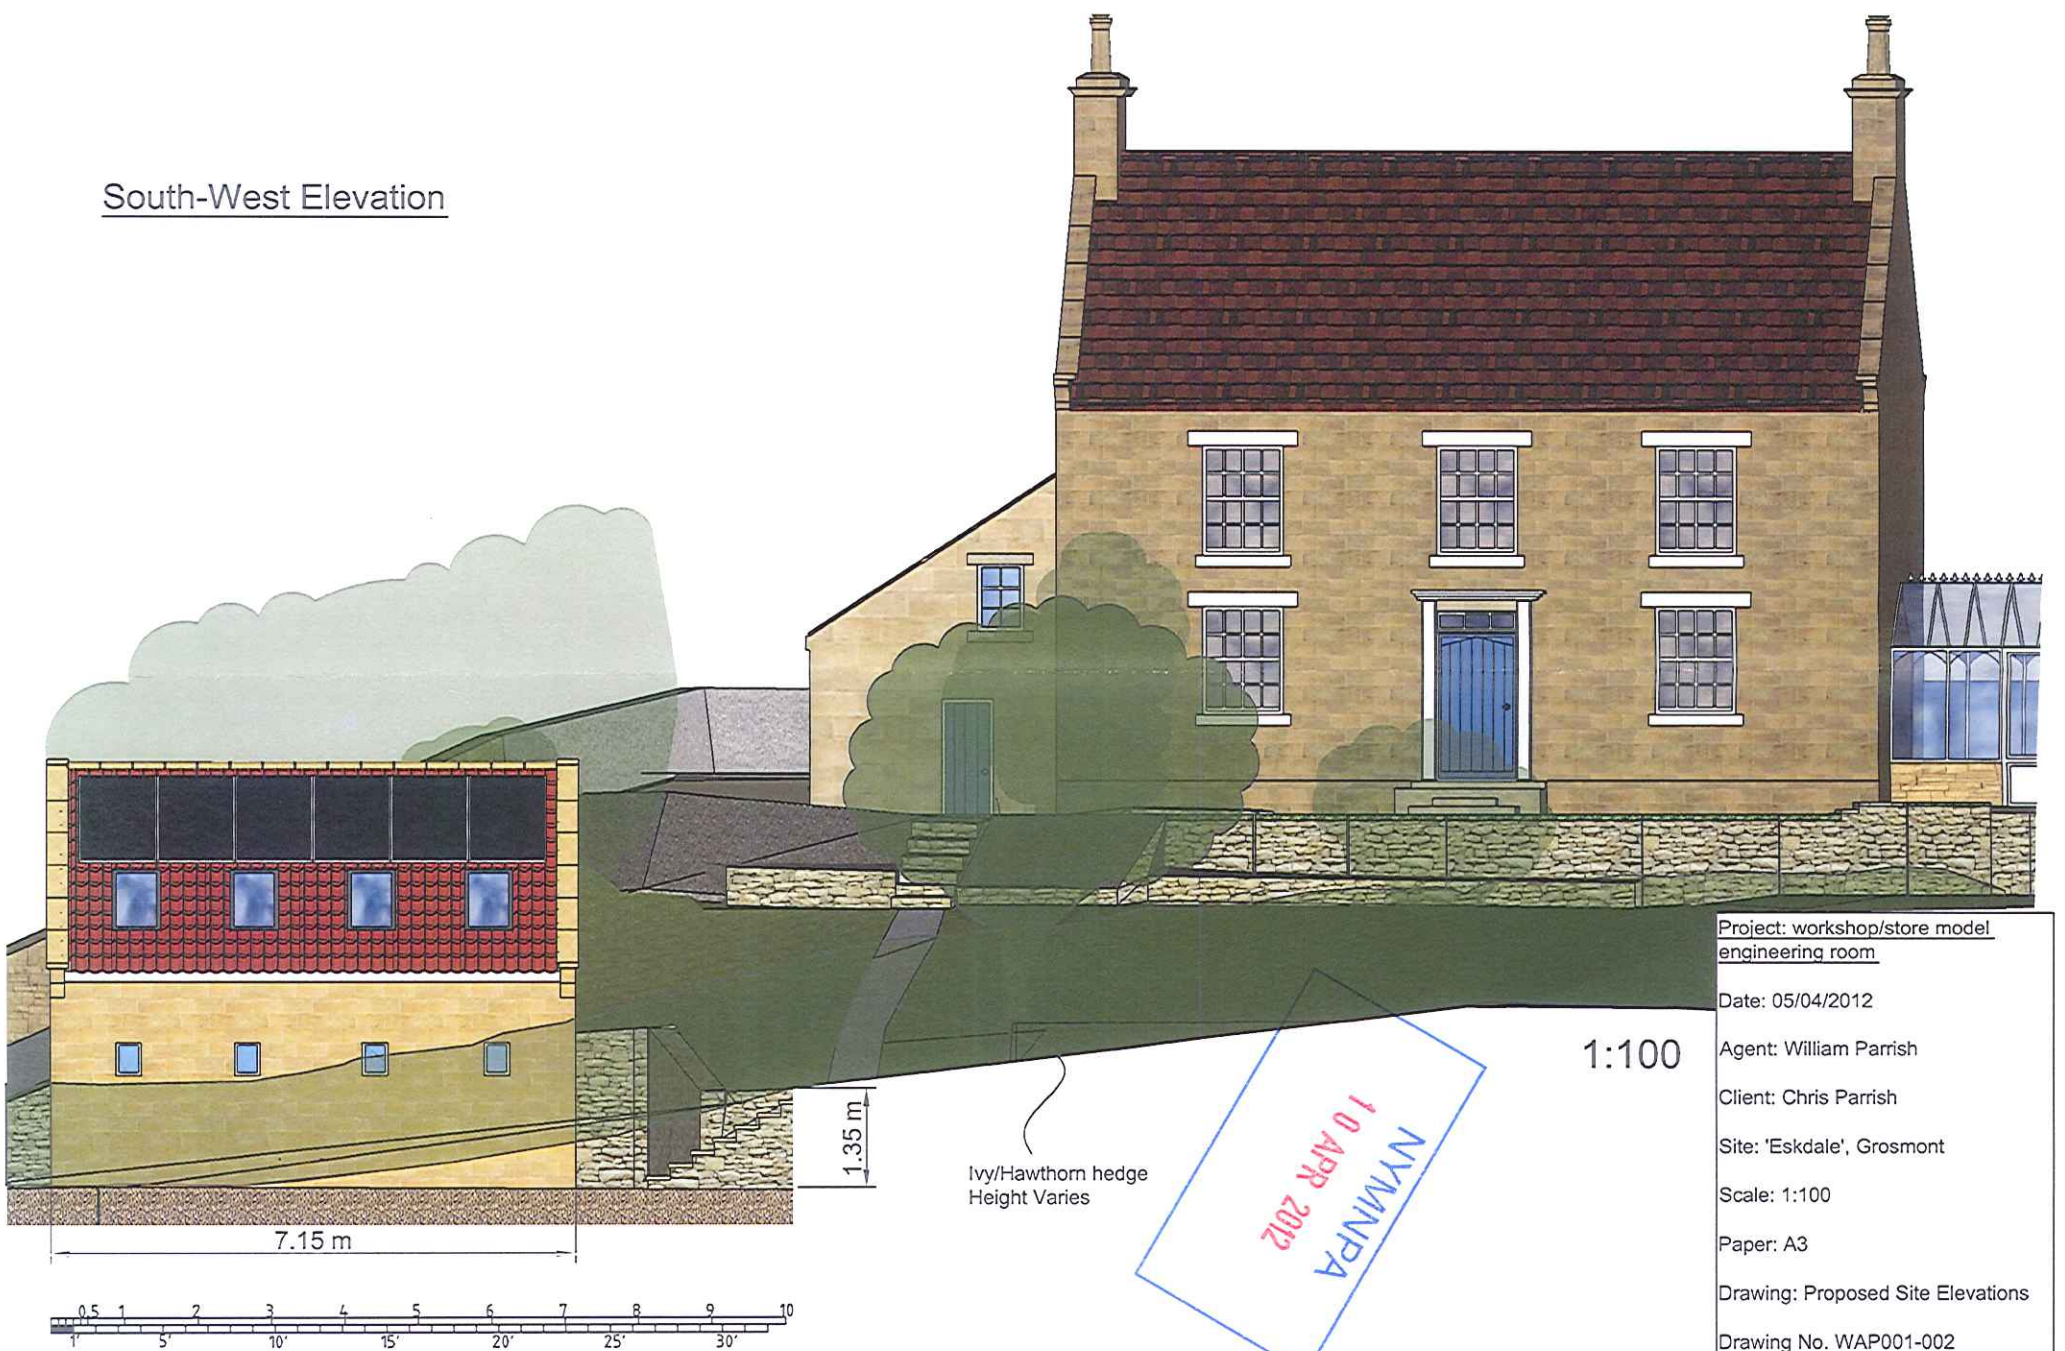 South-West Elevation
1.35 m
Ivy/Hawthorn hedge
Height Varies
7.15 m
0,5 1 2 3 4 5 6 7 8 9 10
1' 5' 10' 15' 20' 25' 30'
NYMNPA
10 APR 2012
1:100
Project: workshop/store model
engineering room
Date: 05/04/2012
Agent: William Parrish
Client: Chris Parrish
Site: 'Eskdale', Grosmont
Scale: 1:100
Paper: A3
Drawing: Proposed Site Elevations
Drawing No. WAP001-002